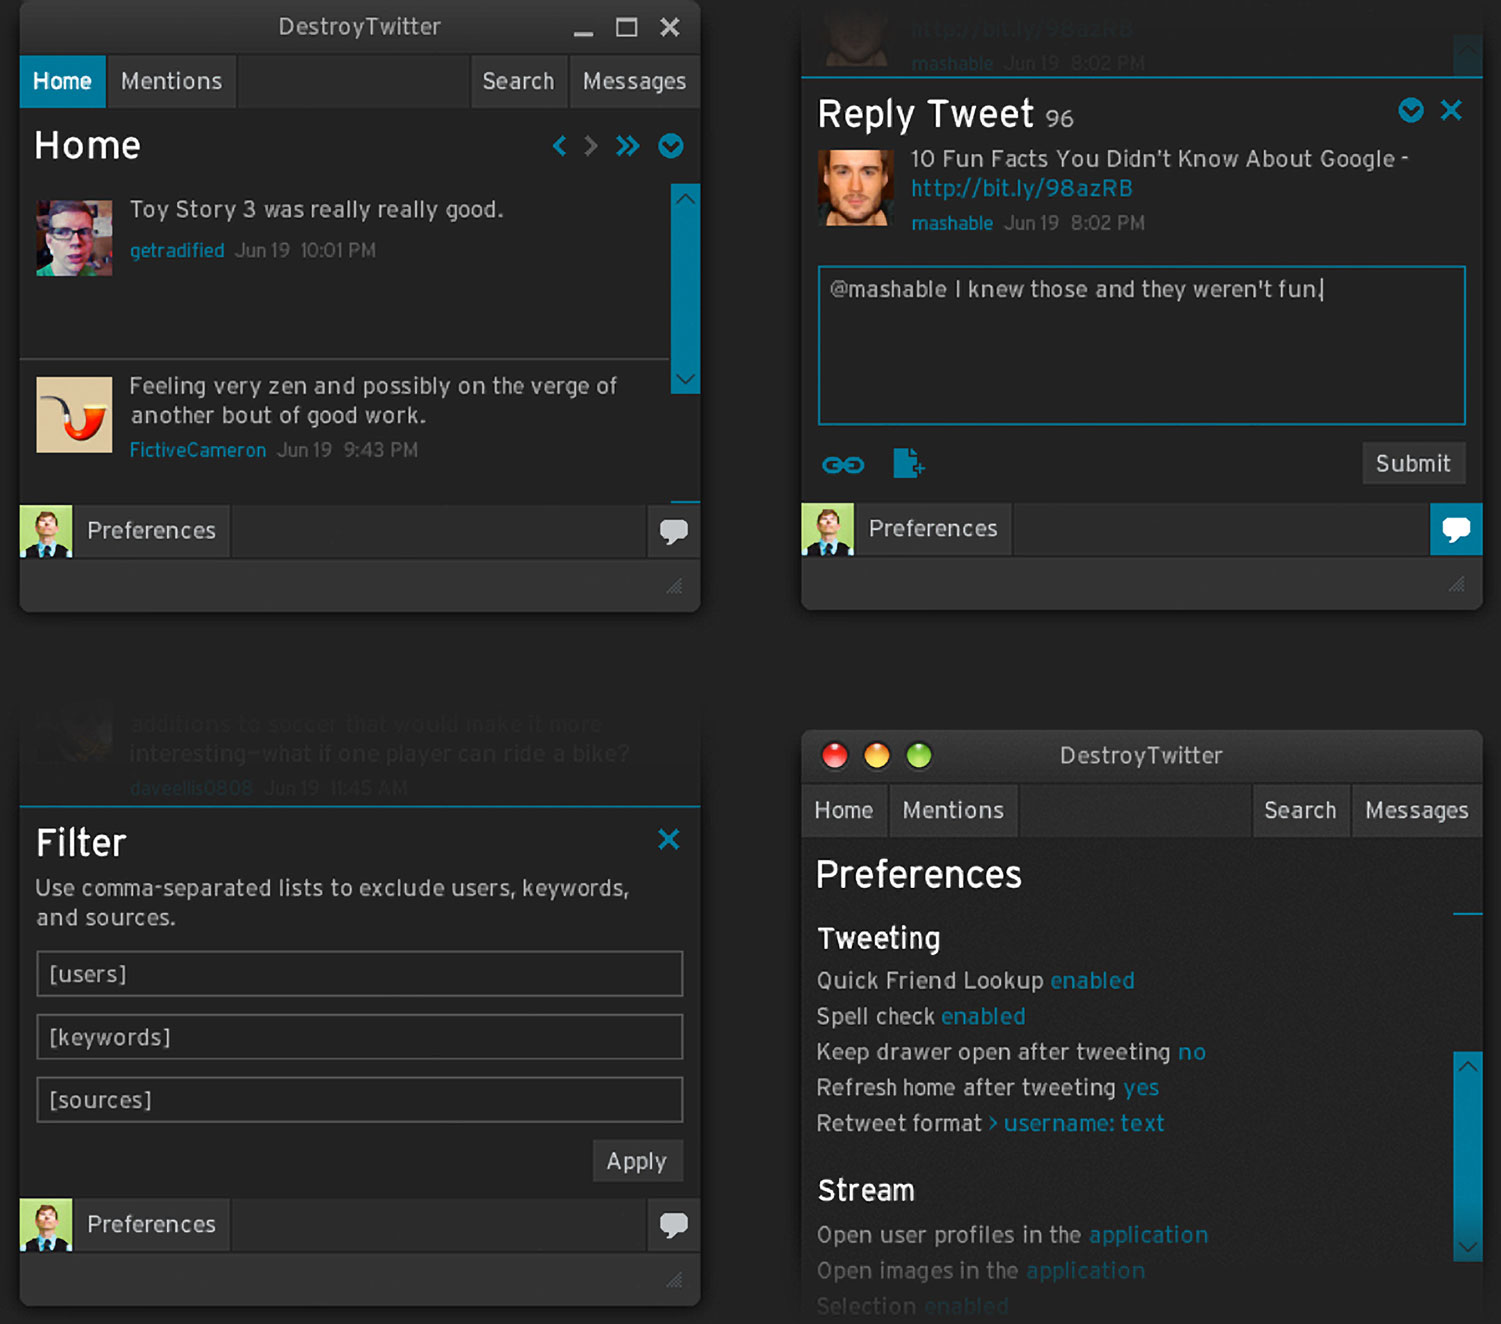 DestroyTwitter
Home
Mentions
Search
Messages
Home
Toy Story 3 was really really good.
getradified Jun 19 10:01 PM
Feeling very zen and possibly on the verge of
another bout of good work.
FictiveCameron Jun 19 9:43 PM
Preferences
http://bit.ly/98azRB
mashable Jun 19 8:02 PM
Reply Tweet 96
10 Fun Facts You Didn't Know About Google -
http://bit.ly/98azRB
mashable Jun 19 8:02 PM
@mashable I knew those and they weren't fun.
Submit
Preferences
additions to soccer that would make it more
interesting—what if one player can ride a bike?
daveellis0808 Jun 19 11:45 AM
Filter
Use comma-separated lists to exclude users, keywords,
and sources.
[users]
[keywords]
[sources]
Apply
Preferences
DestroyTwitter
Home
Mentions
Search
Messages
Preferences
Tweeting
Quick Friend Lookup enabled
Spell check enabled
Keep drawer open after tweeting no
Refresh home after tweeting yes
Retweet format > username: text
Stream
Open user profiles in the application
Open images in the application
Selection enabled